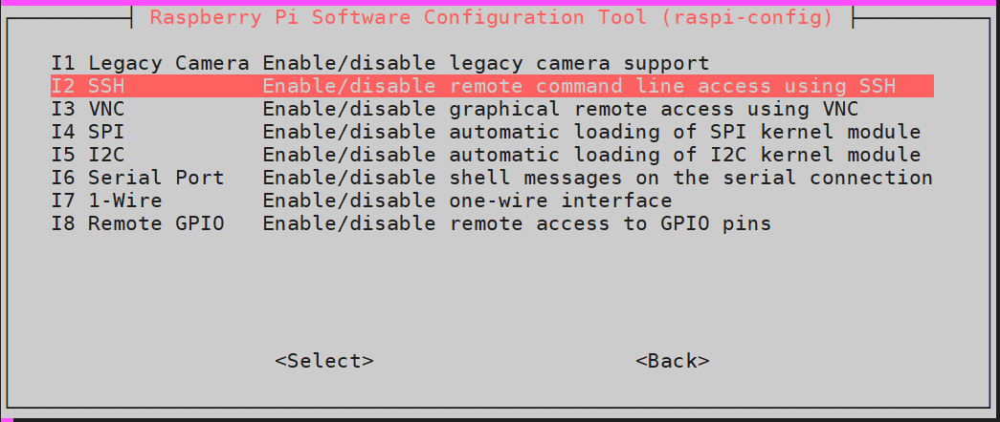 Raspberry Pi Software Configuration Tool (raspi-config)
I1 Legacy Camera Enable/disable legacy camera support
I2 SSH Enable/disable remote command line access using SSH
I3 VNC Enable/disable graphical remote access using VNC
I4 SPI Enable/disable automatic loading of SPI kernel module
I5 I2C Enable/disable automatic loading of I2C kernel module
I6 Serial Port Enable/disable shell messages on the serial connection
I7 1-Wire Enable/disable one-wire interface
I8 Remote GPIO Enable/disable remote access to GPIO pins
<Select> <Back>